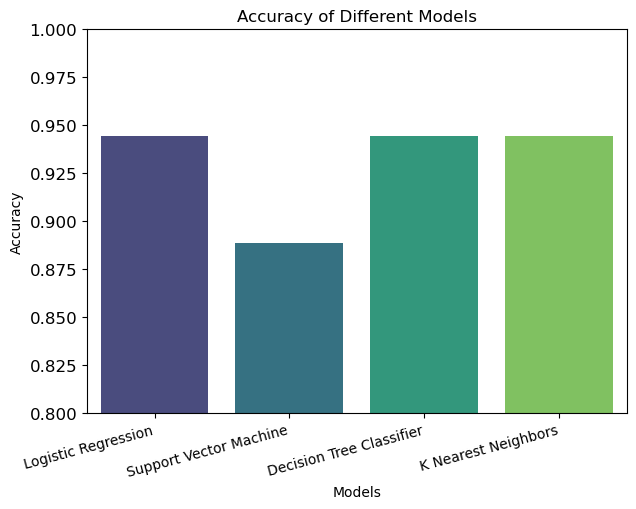 Accuracy of Different Models
1.000
0.975
0.950
0.925
0.900
0.875
0.850
0.825
0.800
Accuracy
Logistic Regression
Support Vector Machine
Decision Tree Classifier
K Nearest Neighbors
Models